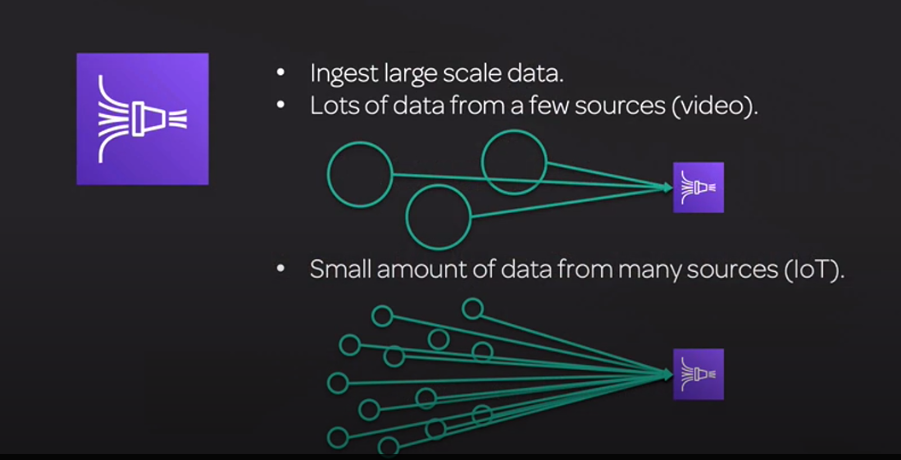 • Ingest large scale data.
• Lots of data from a few sources (video).
• Small amount of data from many sources (IoT).